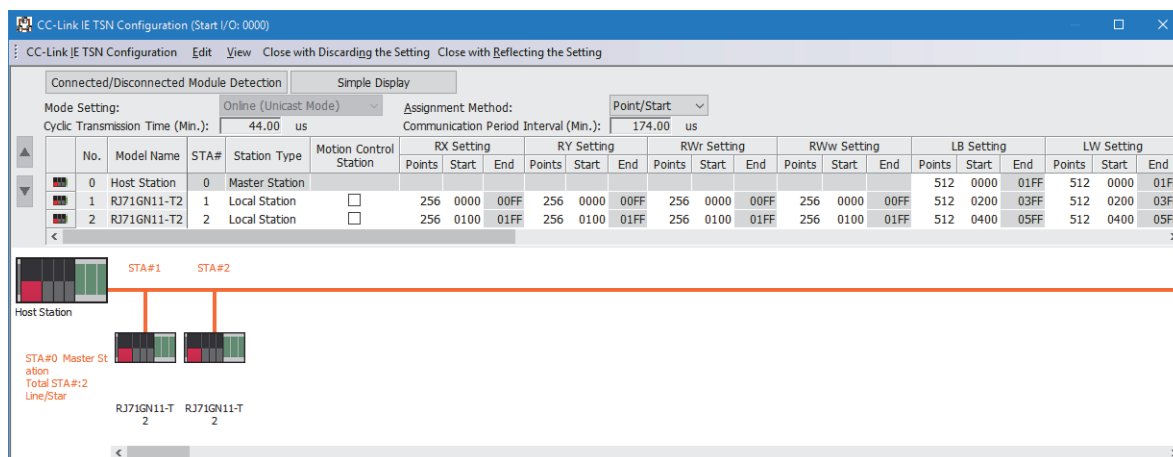 CC-Link IE TSN Configuration (Start I/O: 0000)
CC-Link IE TSN Configuration Edit View Close with Discarding the Setting Close with Reflecting the Setting
Connected/Disconnected Module Detection Simple Display
Mode Setting: Online (Unicast Mode) Assignment Method: Point/Start
Cyclic Transmission Time (Min.): 44.00 us Communication Period Interval (Min.): 174.00 us
No. Model Name STA# Station Type Motion Control Station RX Setting RY Setting RWr Setting RWw Setting LB Setting LW Setting
Points Start End Points Start End Points Start End Points Start End Points Start End Points Start End
0 Host Station 0 Master Station 512 0000 01FF 512 0000 01F
1 RJ71GN11-T2 1 Local Station 256 0000 00FF 256 0000 00FF 256 0000 00FF 256 0000 00FF 512 0200 03FF 512 0200 03F
2 RJ71GN11-T2 2 Local Station 256 0100 01FF 256 0100 01FF 256 0100 01FF 256 0100 01FF 512 0400 05FF 512 0400 05F
STA#1 STA#2
Host Station
STA#0 Master St
ation
Total STA#:2
Line/Star
RJ71GN11-T RJ71GN11-T
2 2